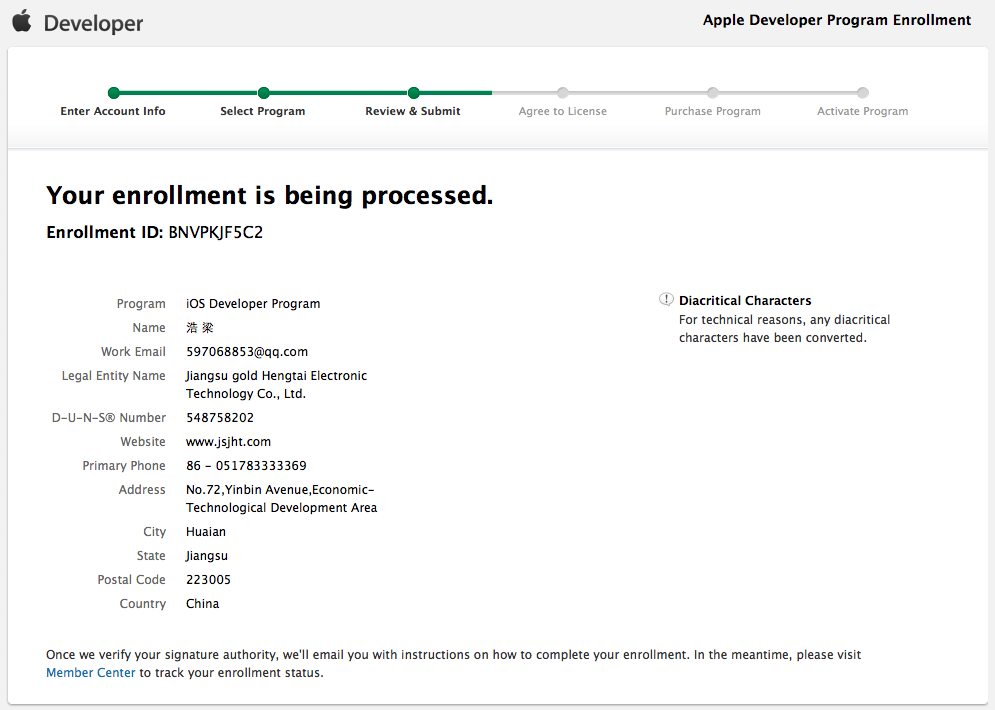 Developer
Apple Developer Program Enrollment
Enter Account Info
Select Program
Review & Submit
Agree to License
Purchase Program
Activate Program
Your enrollment is being processed.
Enrollment ID: BNVPKJF5C2
Program iOS Developer Program
Name 浩 梁
Work Email 597068853@qq.com
Legal Entity Name Jiangsu gold Hengtai Electronic
Technology Co., Ltd.
D-U-N-S® Number 548758202
Website www.jsjht.com
Primary Phone 86 - 051783333369
Address No.72,Yinbin Avenue,Economic-
Technological Development Area
City Huaian
State Jiangsu
Postal Code 223005
Country China
Diacritical Characters
For technical reasons, any diacritical
characters have been converted.
Once we verify your signature authority, we'll email you with instructions on how to complete your enrollment. In the meantime, please visit
Member Center to track your enrollment status.